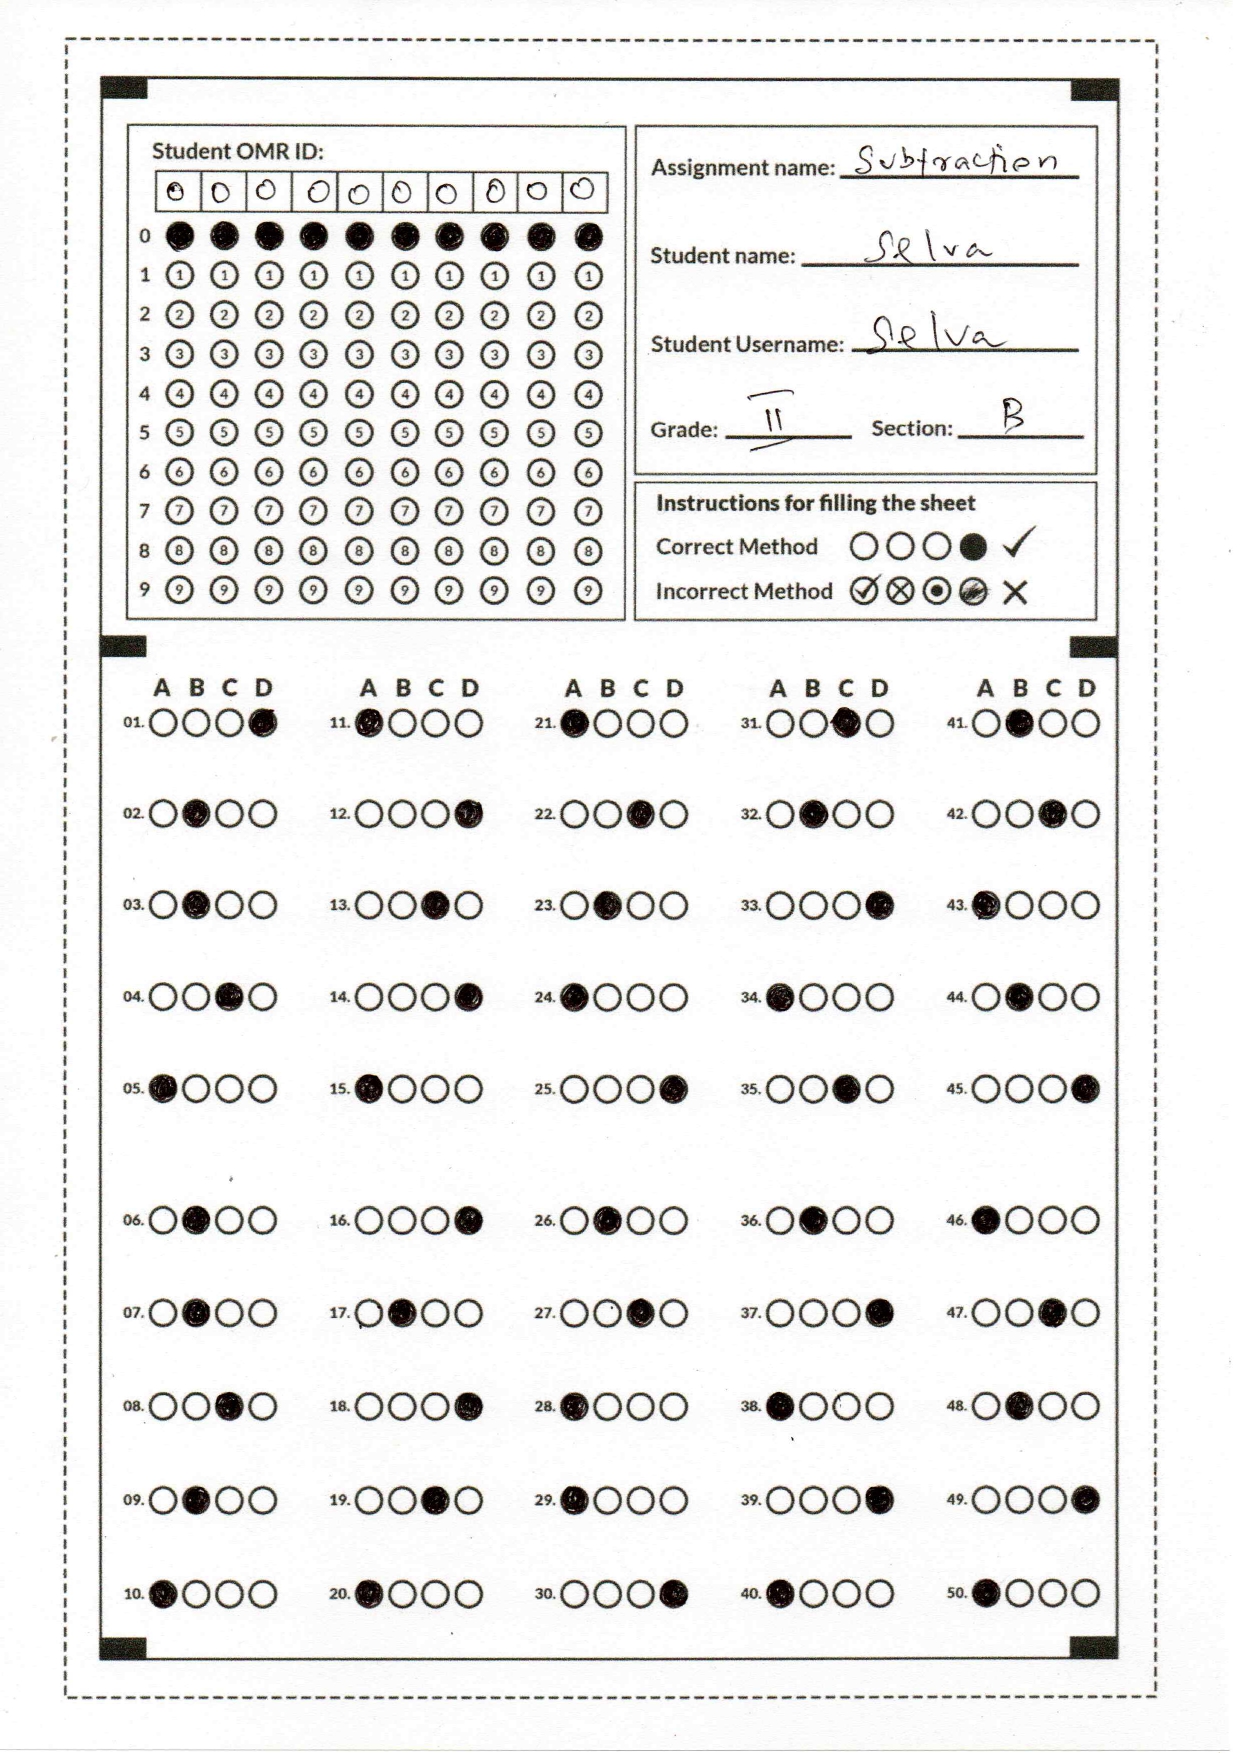 Student OMR ID:
0 0 0 0 0 0 0 0 0 0
0
1 1 1 1 1 1 1 1 1 1 1
2 2 2 2 2 2 2 2 2 2 2
3 3 3 3 3 3 3 3 3 3 3
4 4 4 4 4 4 4 4 4 4 4
5 5 5 5 5 5 5 5 5 5 5
6 6 6 6 6 6 6 6 6 6 6
7 7 7 7 7 7 7 7 7 7 7
8 8 8 8 8 8 8 8 8 8 8
9 9 9 9 9 9 9 9 9 9 9
Assignment name: Subtraction
Student name: Selva
Student Username: Selva
Grade: II Section: B
Instructions for filling the sheet
Correct Method
Incorrect Method
A B C D A B C D A B C D A B C D A B C D
01. 11. 21. 31. 41.
02. 12. 22. 32. 42.
03. 13. 23. 33. 43.
04. 14. 24. 34. 44.
05. 15. 25. 35. 45.
06. 16. 26. 36. 46.
07. 17. 27. 37. 47.
08. 18. 28. 38. 48.
09. 19. 29. 39. 49.
10. 20. 30. 40. 50.